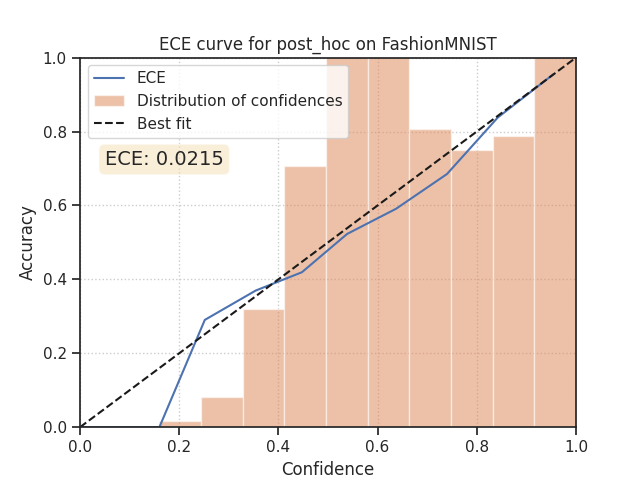 ECE curve for post_hoc on FashionMNIST
1.0
0.8
0.6
0.4
0.2
0.0
Accuracy
ECE
Distribution of confidences
Best fit
ECE: 0.0215
0.0 0.2 0.4 0.6 0.8 1.0
Confidence